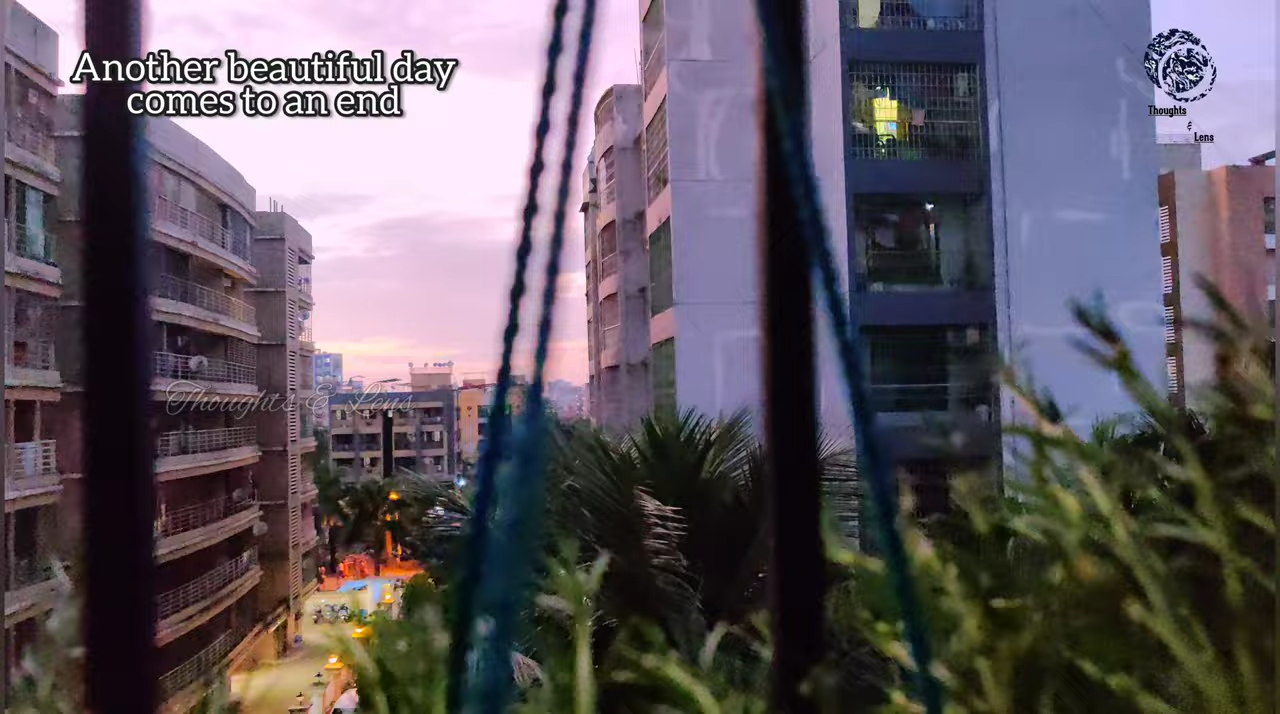 Another beautiful day
comes to an end
Thoughts
&
Lens
Thoughts & Lens